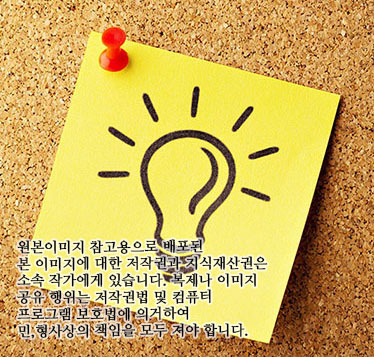 원본이미지 참고용으로 배포된
본 이미지에 대한 저작권과 지식재산권은
소속 작가에게 있습니다. 복제나 이미지
공유 행위는 저작권법 및 컴퓨터
프로그램 보호법에 의거하여
민,형사상의 책임을 모두 져야 합니다.